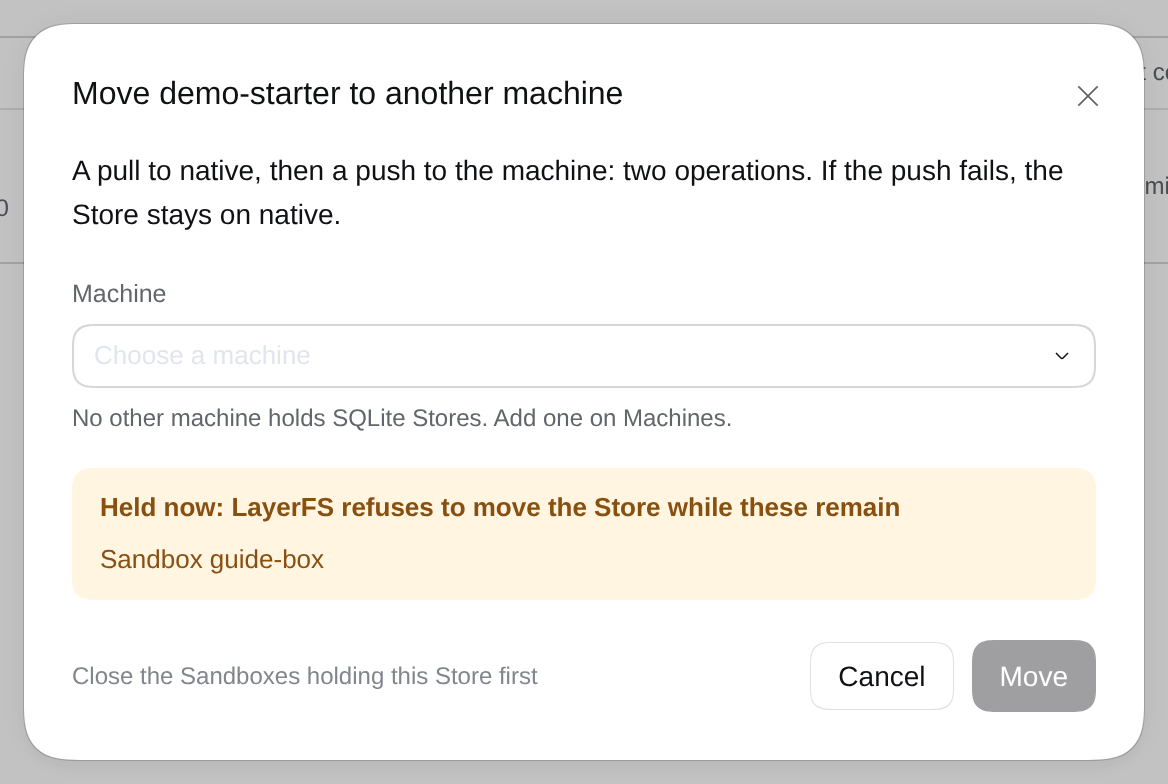 Move demo-starter to another machine
A pull to native, then a push to the machine: two operations. If the push fails, the
Store stays on native.
Machine
Choose a machine
No other machine holds SQLite Stores. Add one on Machines.
Held now: LayerFS refuses to move the Store while these remain
Sandbox guide-box
Close the Sandboxes holding this Store first
Cancel
Move